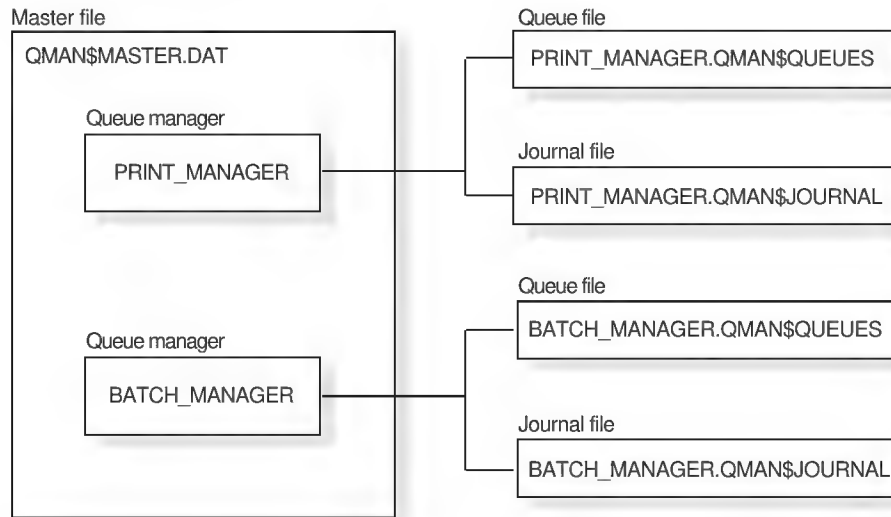 Master file
QMAN$MASTER.DAT
Queue manager
PRINT_MANAGER
Queue manager
BATCH_MANAGER
Queue file
PRINT_MANAGER.QMAN$QUEUES
Journal file
PRINT_MANAGER.QMAN$JOURNAL
Queue file
BATCH_MANAGER.QMAN$QUEUES
Journal file
BATCH_MANAGER.QMAN$JOURNAL